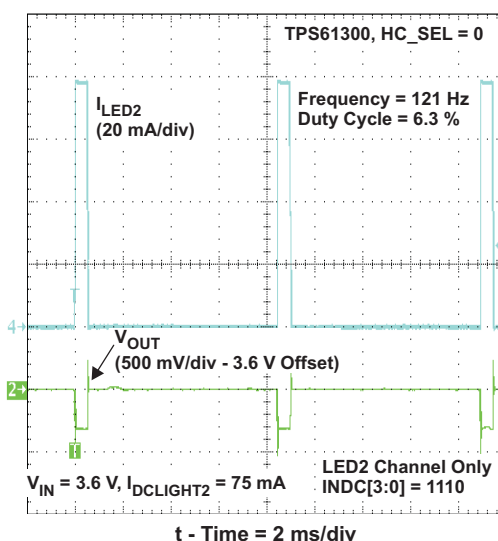 TPS61300, HC_SEL = 0
I_LED2
(20 mA/div)
Frequency = 121 Hz
Duty Cycle = 6.3 %
T
4
V_OUT
(500 mV/div - 3.6 V Offset)
2
T
LED2 Channel Only
V_IN = 3.6 V, I_DCLIGHT2 = 75 mA
INDC[3:0] = 1110
t - Time = 2 ms/div